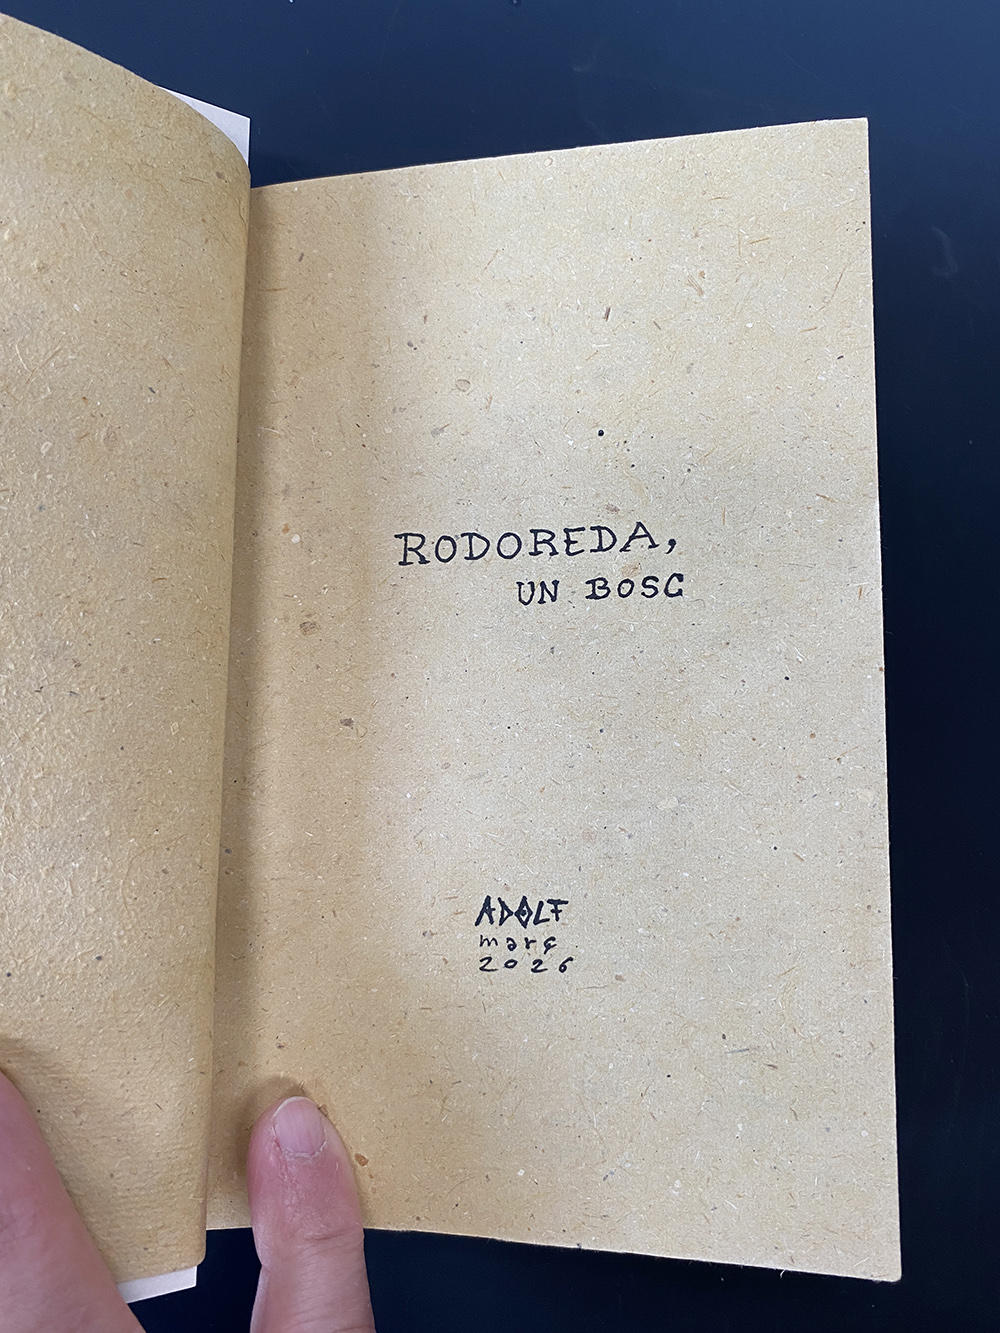 RODOREDA,
UN BOSC
ADOLF
març
2026